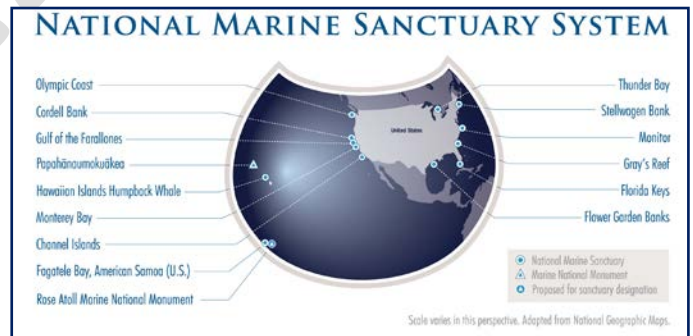 NATIONAL MARINE SANCTUARY SYSTEM
Olympic Coast
Cordell Bank
Gulf of the Farallones
Papahānaumokuākea
Hawaiian Islands Humpback Whale
Monterey Bay
Channel Islands
Fagatele Bay, American Samoa (U.S.)
Rose Atoll Marine National Monument
United States
Thunder Bay
Stellwagen Bank
Monitor
Gray's Reef
Florida Keys
Flower Garden Banks
National Marine Sanctuary
Marine National Monument
Proposed for sanctuary designation
Scale varies in this perspective. Adapted from National Geographic Maps.